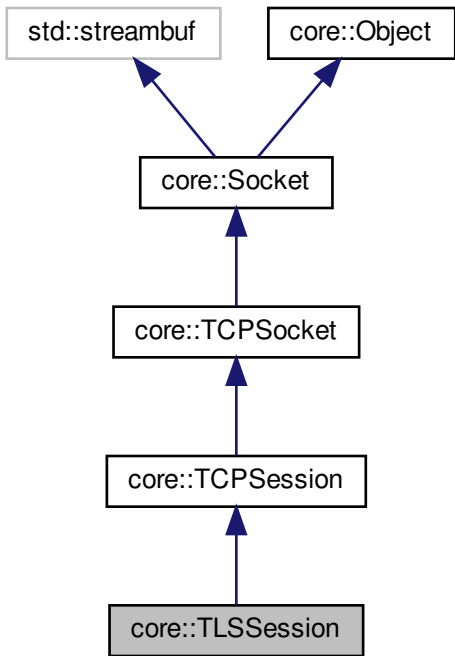 std::streambuf
core::Object
core::Socket
core::TCPSocket
core::TCPSession
core::TLSSession